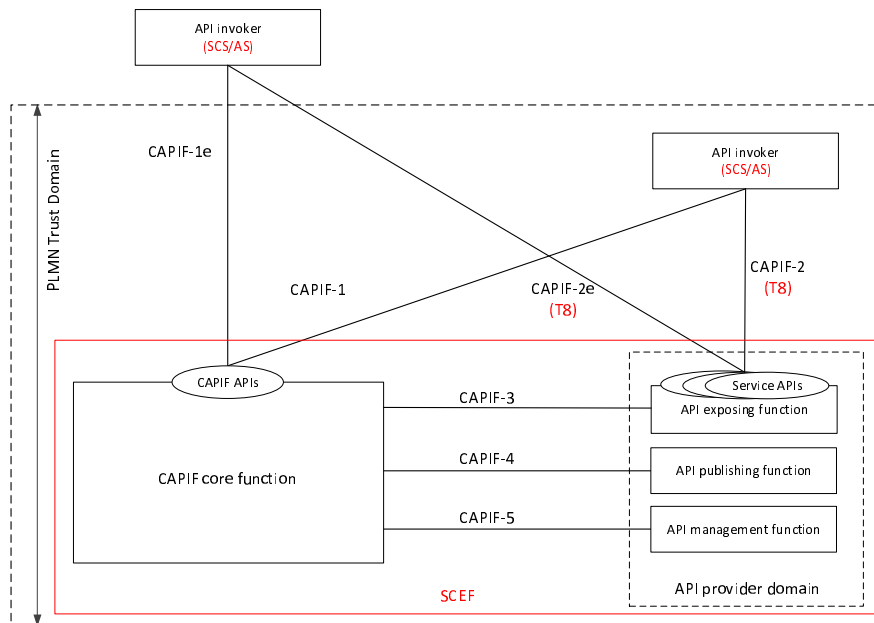 API invoker
(SCS/AS)
CAPIF-1e
PLMN Trust Domain
API invoker
(SCS/AS)
CAPIF-1
CAPIF-2e
(T8)
CAPIF-2
(T8)
CAPIF APIs
Service APIs
CAPIF-3
API exposing function
CAPIF core function
CAPIF-4
API publishing function
CAPIF-5
API management function
API provider domain
SCEF